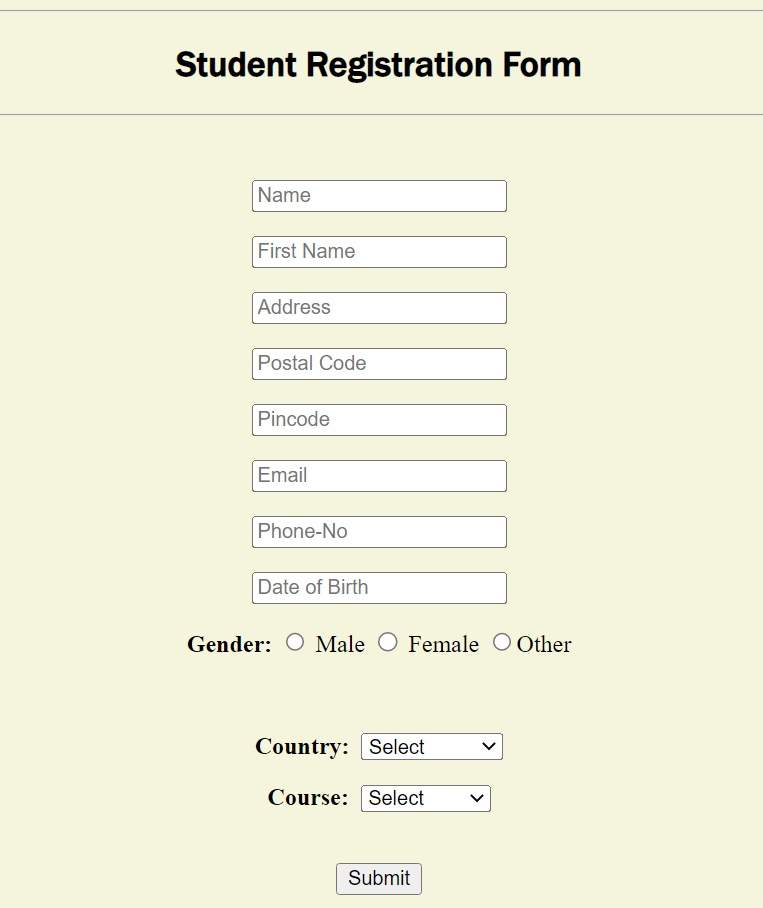 Student Registration Form
Name
First Name
Address
Postal Code
Pincode
Email
Phone-No
Date of Birth
Gender: Male Female Other
Country: Select
Course: Select
Submit